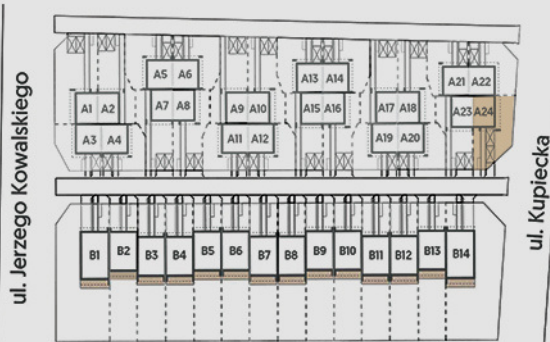 ul. Jerzego Kowalskiego
A5 A6
A13 A14
A21 A22
A1 A2
A7 A8
A9 A10
A15 A16
A17 A18
A23 A24
A3 A4
A11 A12
A19 A20
ul. Kupiecka
B1 B2 B3 B4 B5 B6 B7 B8 B9 B10 B11 B12 B13 B14